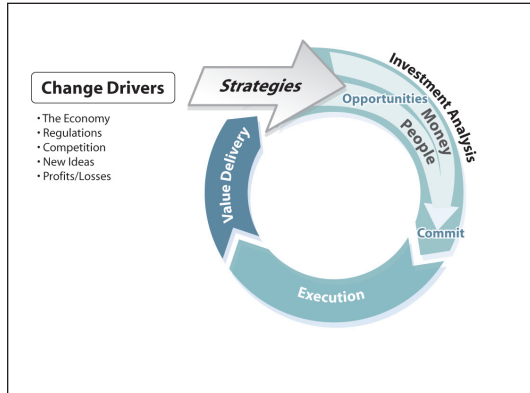 Change Drivers
• The Economy
• Regulations
• Competition
• New Ideas
• Profits/Losses
Strategies
Investment Analysis
Opportunities
Money
People
Commit
Execution
Value Delivery